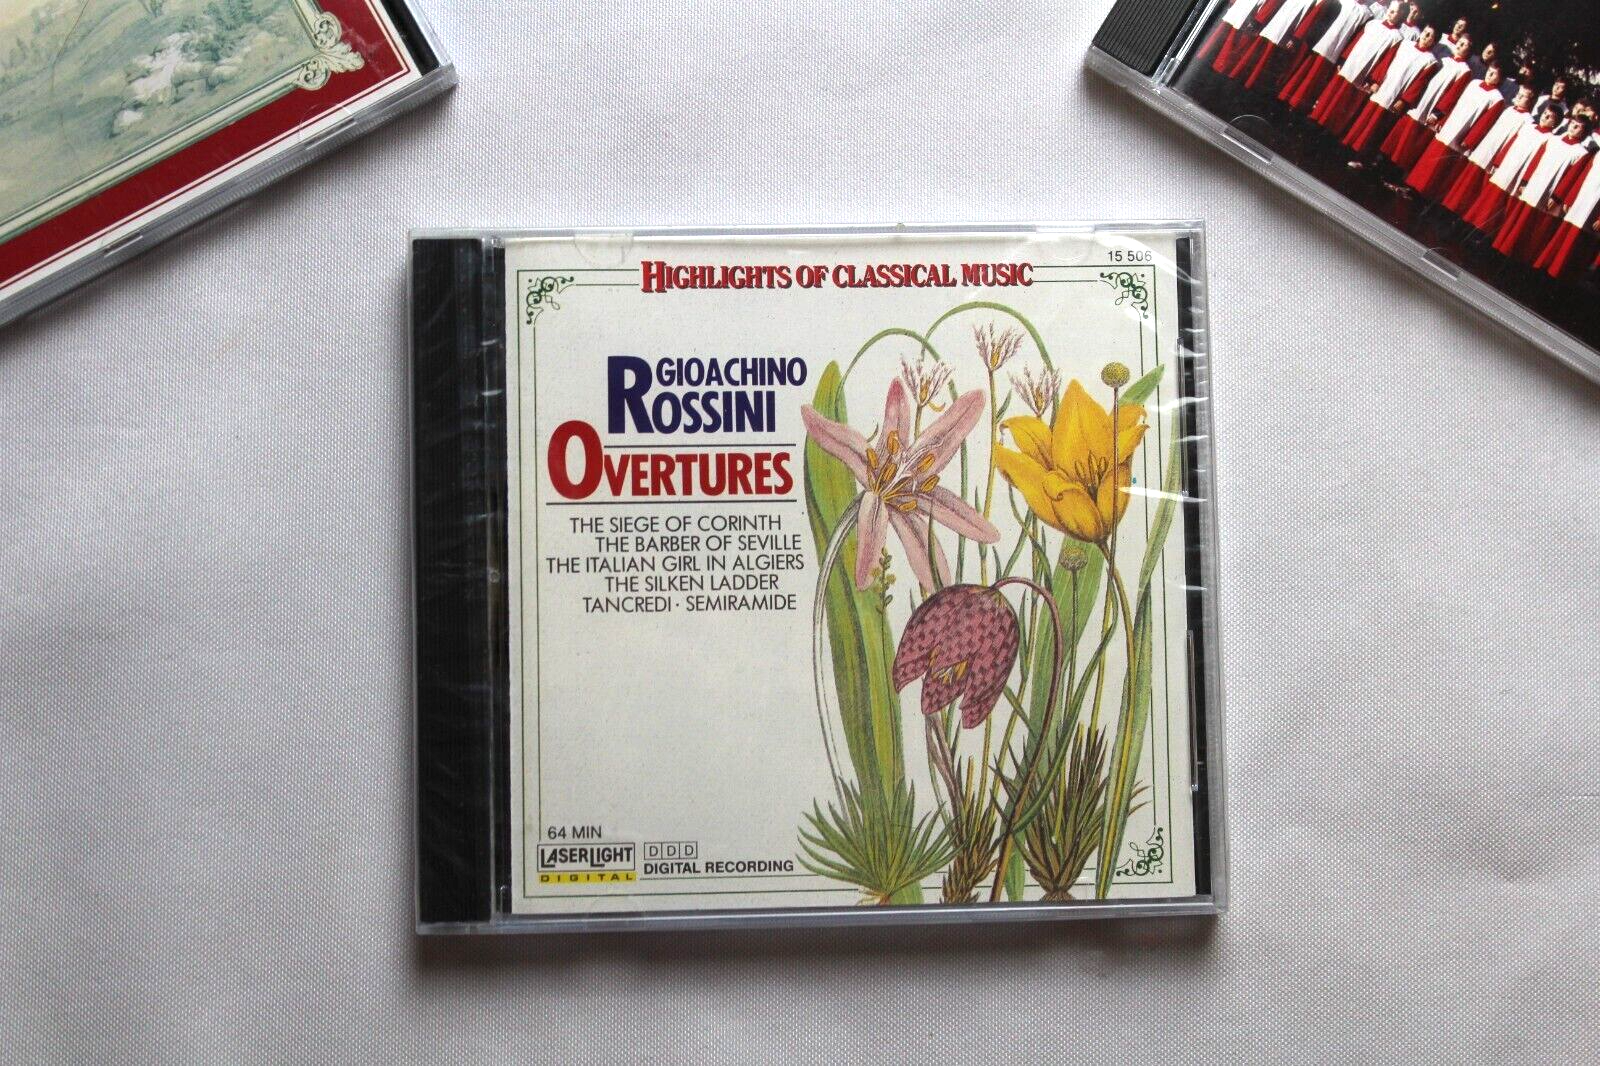 15 506
HIGHLIGHTS OF CLASSICAL MUSIC
GIOACHINO
ROSSINI
OVERTURES
THE SIEGE OF CORINTH
THE BARBER OF SEVILLE
THE ITALIAN GIRL IN ALGIERS
THE SILKEN LADDER
TANCREDI · SEMIRAMIDE
64 MIN
LASERLIGHT
DIGITAL
DDD
DIGITAL RECORDING